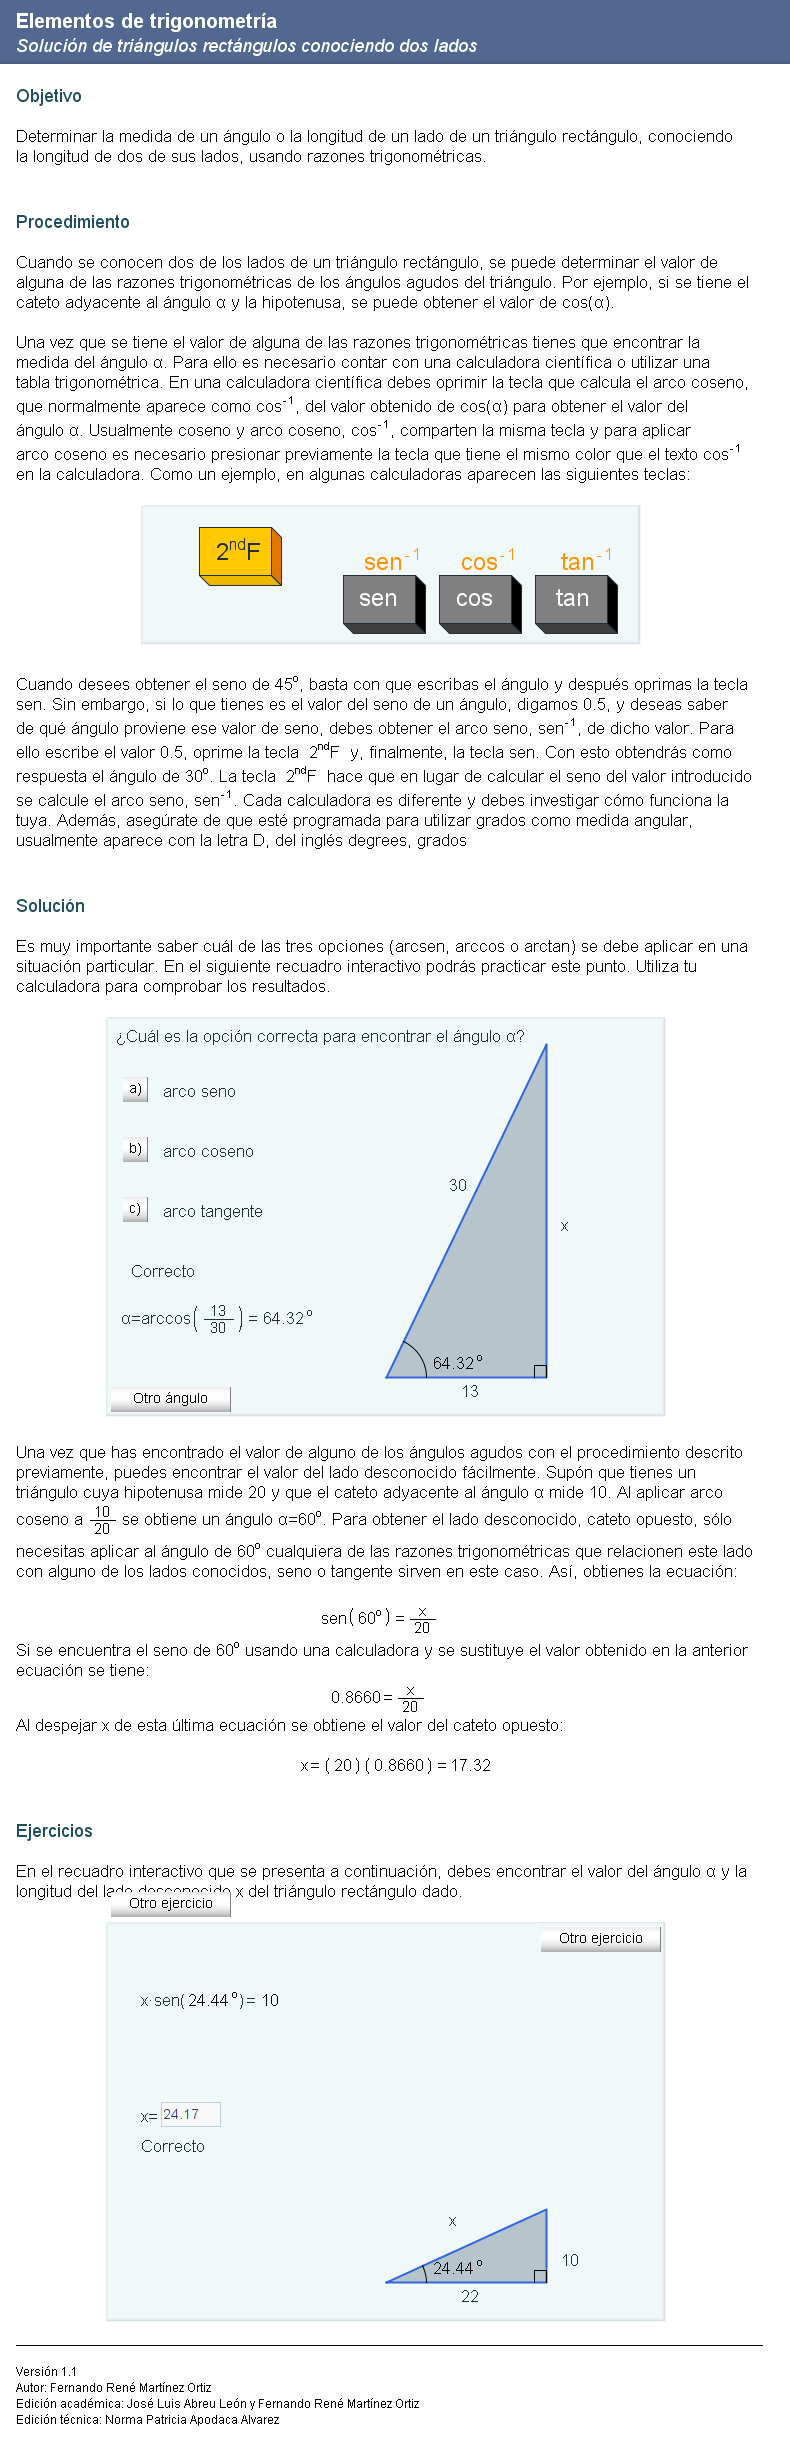 Elementos de trigonometría
Solución de triángulos rectángulos conociendo dos lados
Objetivo
Determinar la medida de un ángulo o la longitud de un lado de un triángulo rectángulo, conociendo
la longitud de dos de sus lados, usando razones trigonométricas.
Procedimiento
Cuando se conocen dos de los lados de un triángulo rectángulo, se puede determinar el valor de
alguna de las razones trigonométricas de los ángulos agudos del triángulo. Por ejemplo, si se tiene el
cateto adyacente al ángulo α y la hipotenusa, se puede obtener el valor de cos(α).
Una vez que se tiene el valor de alguna de las razones trigonométricas tienes que encontrar la
medida del ángulo α. Para ello es necesario contar con una calculadora científica o utilizar una
tabla trigonométrica. En una calculadora científica debes oprimir la tecla que calcula el arco coseno,
que normalmente aparece como cos⁻¹, del valor obtenido de cos(α) para obtener el valor del
ángulo α. Usualmente coseno y arco coseno, cos⁻¹, comparten la misma tecla y para aplicar
arco coseno es necesario presionar previamente la tecla que tiene el mismo color que el texto cos⁻¹
en la calculadora. Como un ejemplo, en algunas calculadoras aparecen las siguientes teclas:
2ⁿᵈF
sen⁻¹ cos⁻¹ tan⁻¹
sen cos tan
Cuando desees obtener el seno de 45º, basta con que escribas el ángulo y después oprimas la tecla
sen. Sin embargo, si lo que tienes es el valor del seno de un ángulo, digamos 0.5, y deseas saber
de qué ángulo proviene ese valor de seno, debes obtener el arco seno, sen⁻¹, de dicho valor. Para
ello escribe el valor 0.5, oprime la tecla 2ⁿᵈF y, finalmente, la tecla sen. Con esto obtendrás como
respuesta el ángulo de 30º. La tecla 2ⁿᵈF hace que en lugar de calcular el seno del valor introducido
se calcule el arco seno, sen⁻¹. Cada calculadora es diferente y debes investigar cómo funciona la
tuya. Además, asegúrate de que esté programada para utilizar grados como medida angular,
usualmente aparece con la letra D, del inglés degrees, grados
Solución
Es muy importante saber cuál de las tres opciones (arcsen, arccos o arctan) se debe aplicar en una
situación particular. En el siguiente recuadro interactivo podrás practicar este punto. Utiliza tu
calculadora para comprobar los resultados.
¿Cuál es la opción correcta para encontrar el ángulo α?
a) arco seno
b) arco coseno
c) arco tangente
30
x
Correcto
α=arccos(13/30) = 64.32º
64.32º
13
Otro ángulo
Una vez que has encontrado el valor de alguno de los ángulos agudos con el procedimiento descrito
previamente, puedes encontrar el valor del lado desconocido fácilmente. Supón que tienes un
triángulo cuya hipotenusa mide 20 y que el cateto adyacente al ángulo α mide 10. Al aplicar arco
coseno a 10/20 se obtiene un ángulo α=60º. Para obtener el lado desconocido, cateto opuesto, sólo
necesitas aplicar al ángulo de 60º cualquiera de las razones trigonométricas que relacionen este lado
con alguno de los lados conocidos, seno o tangente sirven en este caso. Así, obtienes la ecuación:
sen(60º) = x/20
Si se encuentra el seno de 60º usando una calculadora y se sustituye el valor obtenido en la anterior
ecuación se tiene:
0.8660 = x/20
Al despejar x de esta última ecuación se obtiene el valor del cateto opuesto:
x = ( 20 ) ( 0.8660 ) = 17.32
Ejercicios
En el recuadro interactivo que se presenta a continuación, debes encontrar el valor del ángulo α y la
longitud del lado desconocido x del triángulo rectángulo dado.
Otro ejercicio
Otro ejercicio
x·sen( 24.44º) = 10
x= 24.17
Correcto
x
24.44º
10
22
Versión 1.1
Autor: Fernando René Martínez Ortiz
Edición académica: José Luis Abreu León y Fernando René Martínez Ortiz
Edición técnica: Norma Patricia Apodaca Alvarez